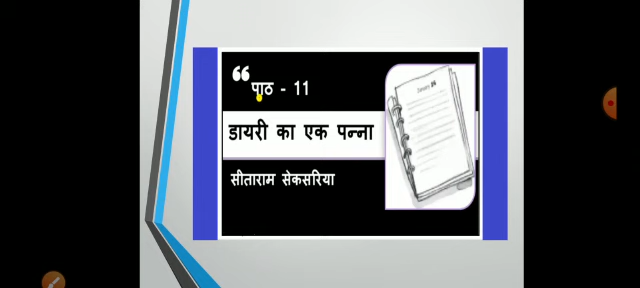 पाठ - 11
डायरी का एक पन्ना
सीताराम सेकसरिया